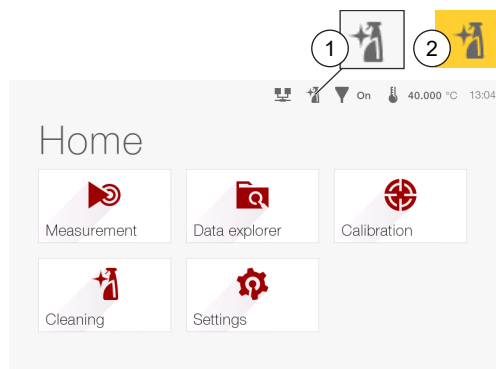 1 2
On 40.000 °C 13:04
Home
Measurement Data explorer Calibration
Cleaning Settings